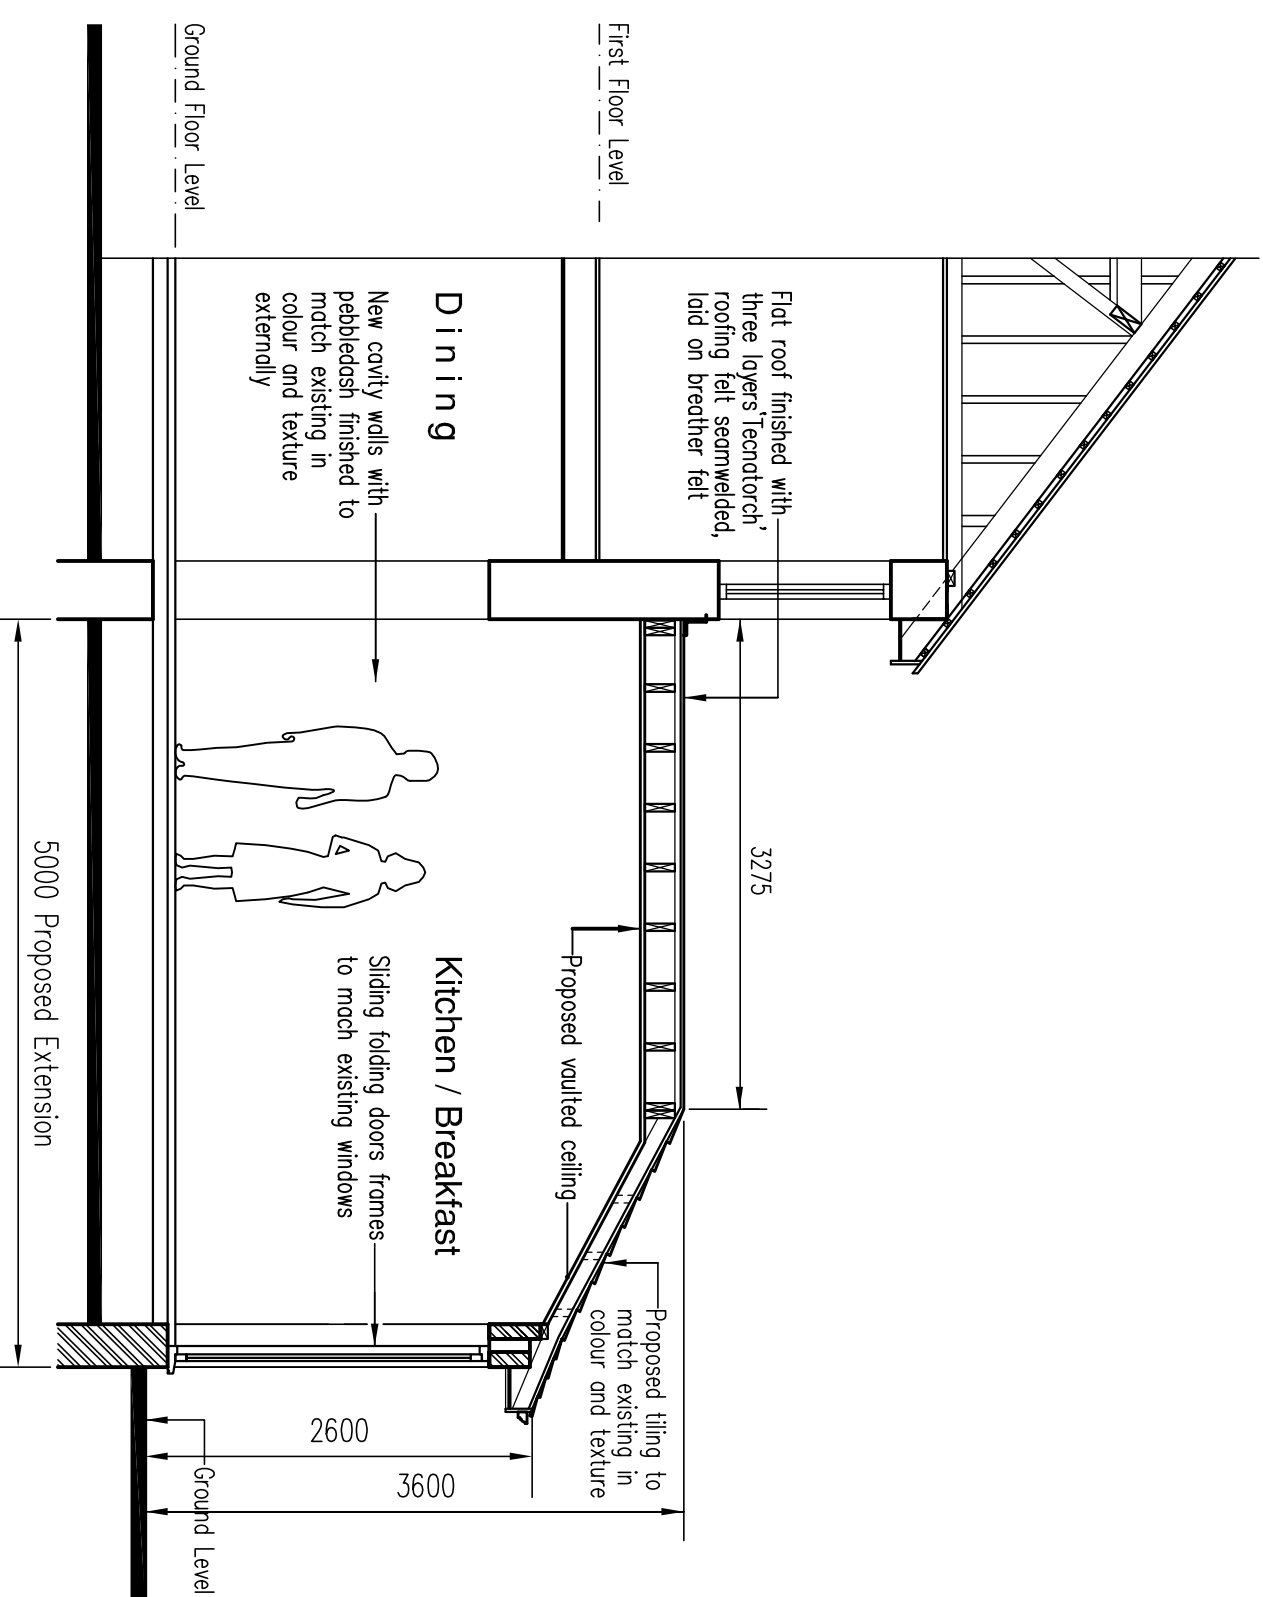 First Floor Level
Ground Floor Level
Flat roof finished with
three layers'Tecnatorch'
roofing felt seamwelded,
laid on breather felt
3275
Dining
New cavity walls with
pebbledash finished to
match existing in
colour and texture
externally
Proposed vaulted ceiling
Kitchen / Breakfast
Sliding folding doors frames
to mach existing windows
Proposed tiling to
match existing in
colour and texture
2600
3600
Ground Level
5000 Proposed Extension